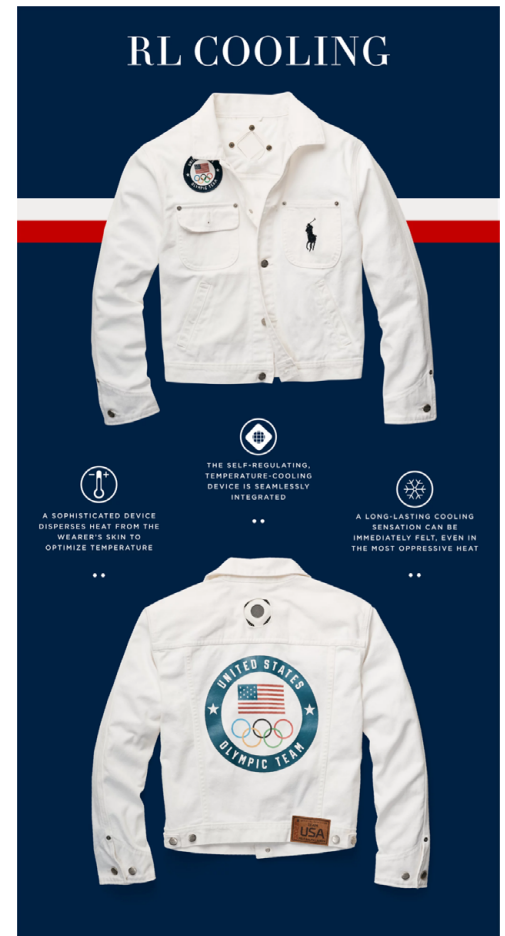 RL COOLING
OLYMPIC TEAM
THE SELF-REGULATING,
TEMPERATURE-COOLING
DEVICE IS SEAMLESSLY
INTEGRATED
A SOPHISTICATED DEVICE
DISPERSES HEAT FROM THE
WEARER'S SKIN TO
OPTIMIZE TEMPERATURE
A LONG-LASTING COOLING
SENSATION CAN BE
IMMEDIATELY FELT, EVEN IN
THE MOST OPPRESSIVE HEAT
UNITED STATES
OLYMPIC TEAM
USA